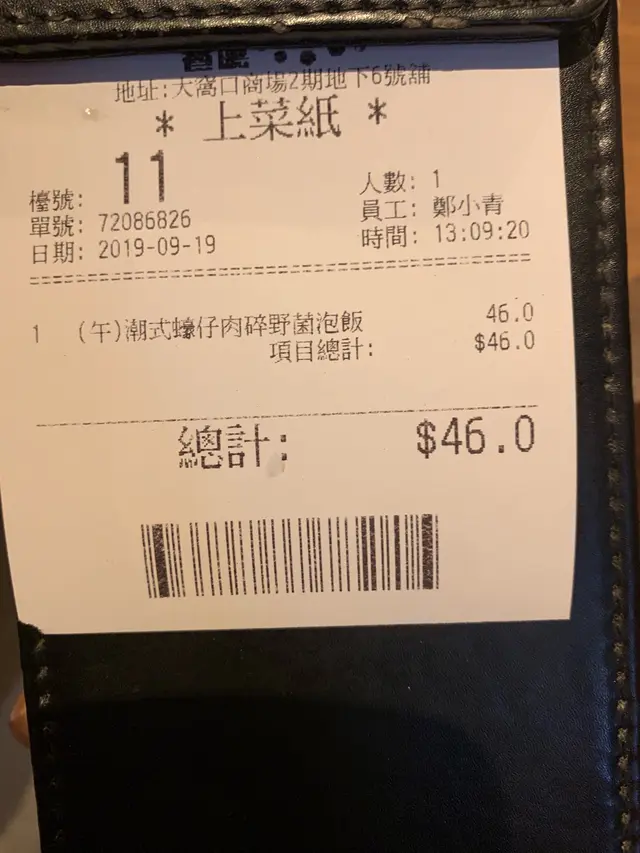 地址:大窩口商場2期地下6號舖
* 上菜紙 *
檯號: 11
人數: 1
單號: 72086826
員工: 鄭小青
日期: 2019-09-19
時間: 13:09:20
1 (午)潮式蠔仔肉碎野菌泡飯 46.0
項目總計: $46.0
總計: $46.0